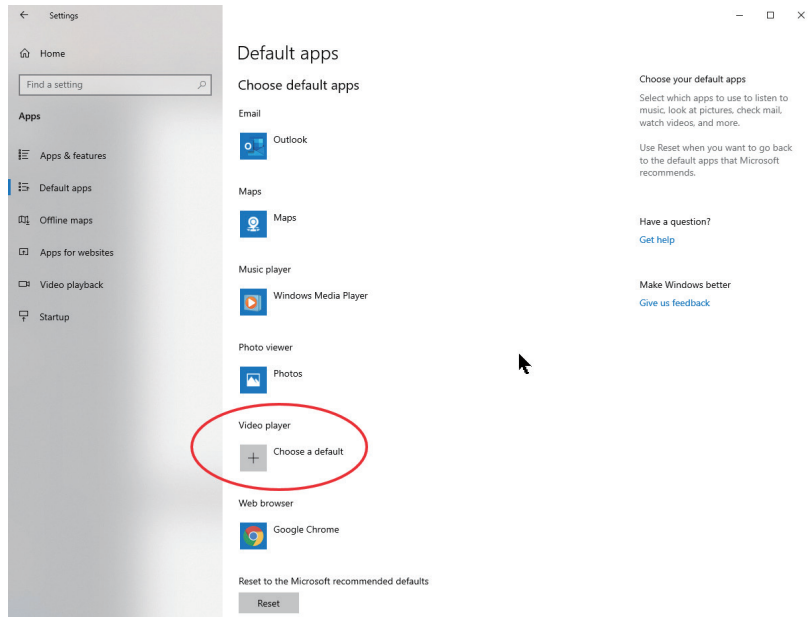 Settings
Home
Find a setting
Apps
Apps & features
Default apps
Offline maps
Apps for websites
Video playback
Startup
Default apps
Choose default apps
Email
Outlook
Maps
Maps
Music player
Windows Media Player
Photo viewer
Photos
Video player
Choose a default
Web browser
Google Chrome
Reset to the Microsoft recommended defaults
Reset
Choose your default apps
Select which apps to use to listen to
music, look at pictures, check mail,
watch videos, and more.
Use Reset when you want to go back
to the default apps that Microsoft
recommends.
Have a question?
Get help
Make Windows better
Give us feedback